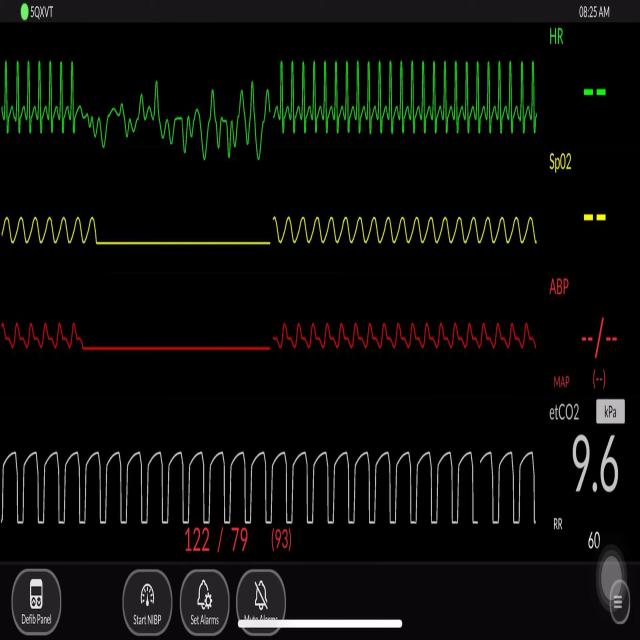 5QXVT 08:25 AM
HR
--
SpO2
--
ABP
--/--
MAP (--)
etCO2 kPa
9.6
RR
60
122 / 79 (93)
Defib Panel
Start NIBP
Set Alarms
Mute Alarms